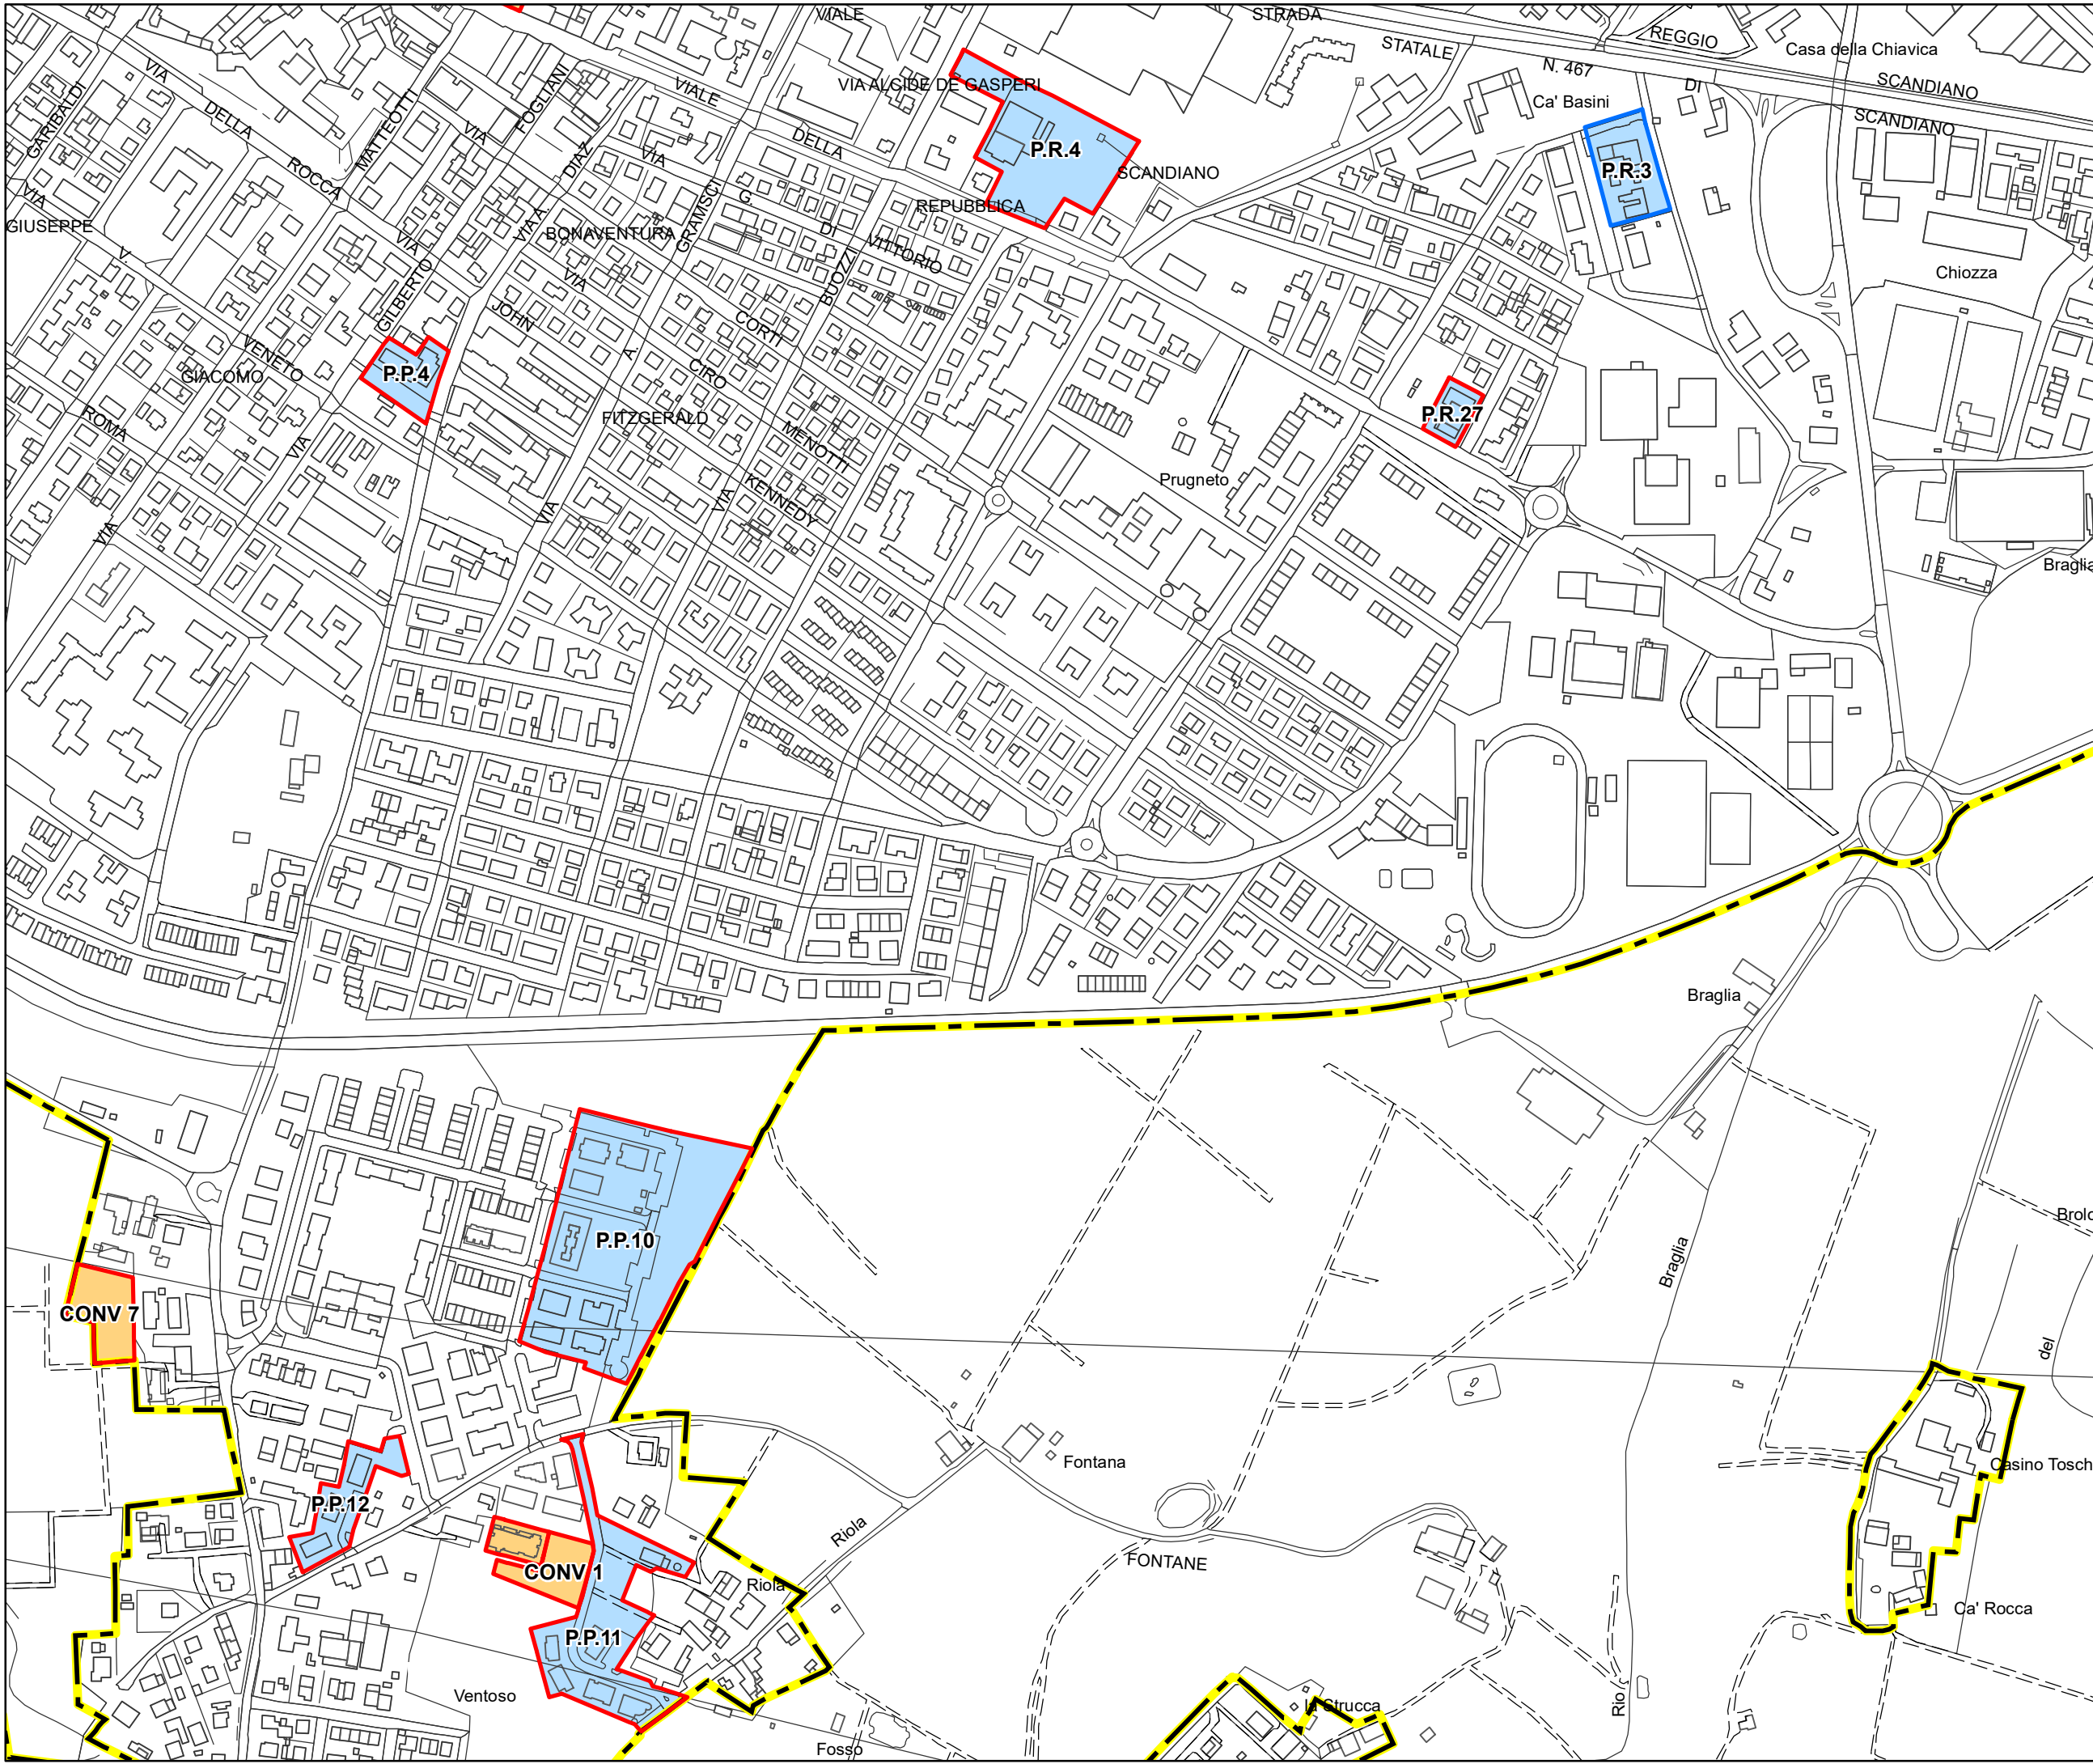 VIALE
STRADA
STATALE
REGGIO
Casa della Chiavica
VIA
GARIBALDI
DELLA
MATTEOTTI
VIA
FOGLIANI
VIALE
VIA ALGIDE DE GASPERI
N. 467
DI
SCANDIANO
Ca' Basini
SCANDIANO
DELLA
ROCCA
DIAZ
VIA
P.R.4
P.R.3
SCANDIANO
VIA
GIUSEPPE
V.
VIA
GILBERTO
VIA A.
BONAVENTURA
GRAMSCI
G.
DI
VITTORIO
REPUBBLICA
BUOZZI
VIA
Chiozza
JOHN
CORTI
VENETO
GIACOMO
P.P.4
A.
CIRO
ROMA
VIA
FITZGERALD
MENOTTI
P.R.27
VIA
VIA
VIA
KENNEDY
Prugneto
Braglia
Braglia
P.P.10
Braglia
Brolo
CONV 7
del
Fontana
Casino Tosch
P.P.12
Riola
FONTANE
CONV 1
Riola
Ca' Rocca
P.P.11
Ventoso
la Strucca
Rio
Fosso